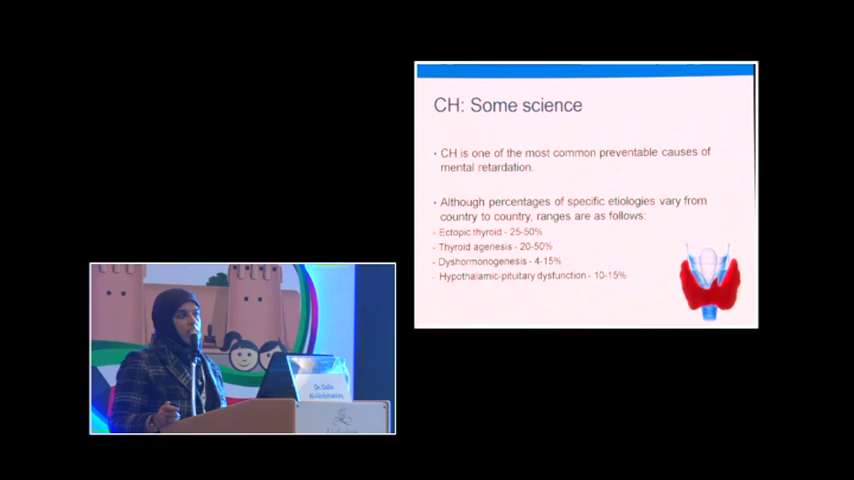 CH: Some science
• CH is one of the most common preventable causes of
mental retardation.
• Although percentages of specific etiologies vary from
country to country, ranges are as follows:
- Ectopic thyroid - 25-50%
- Thyroid agenesis - 20-50%
- Dyshormonogenesis - 4-15%
- Hypothalamic-pituitary dysfunction - 10-15%
Dr. Dalia